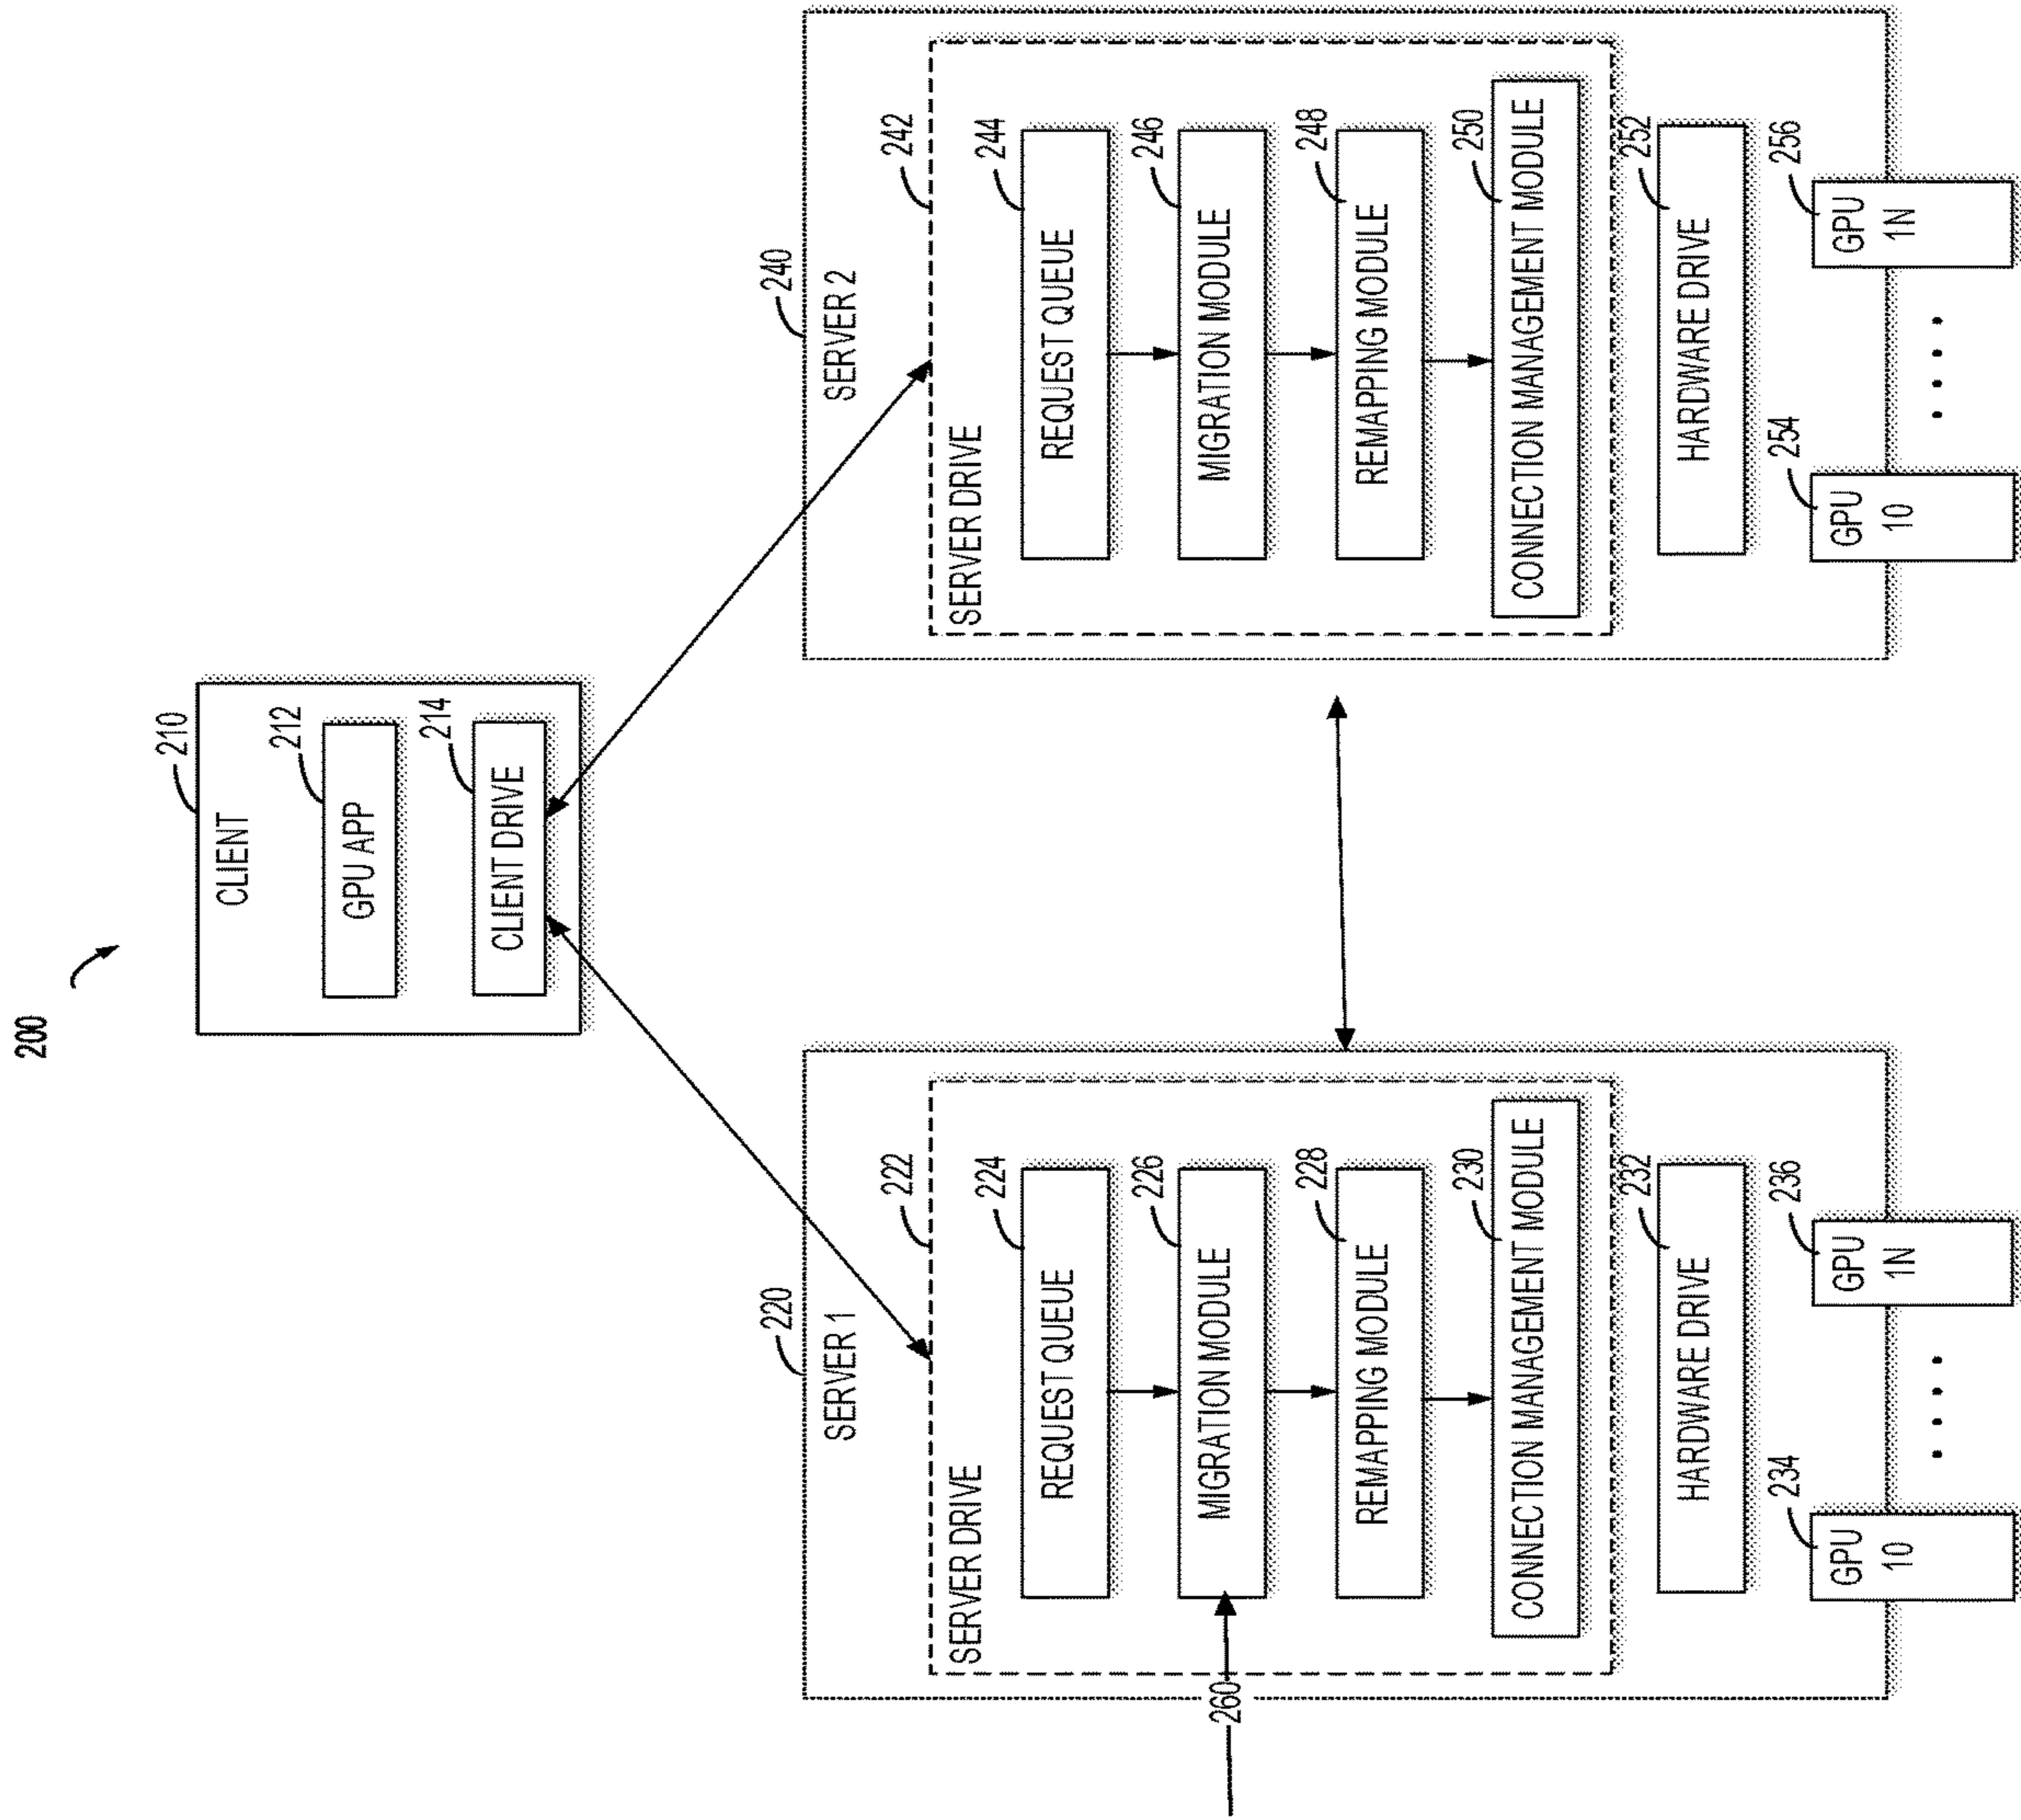 200
210
CLIENT
212
GPU APP
214
CLIENT DRIVE
220
SERVER 1
222
SERVER DRIVE
224
REQUEST QUEUE
226
MIGRATION MODULE
260
228
REMAPPING MODULE
230
CONNECTION MANAGEMENT MODULE
232
HARDWARE DRIVE
234
GPU
10
236
GPU
1N
240
SERVER 2
242
SERVER DRIVE
244
REQUEST QUEUE
246
MIGRATION MODULE
248
REMAPPING MODULE
250
CONNECTION MANAGEMENT MODULE
252
HARDWARE DRIVE
254
GPU
10
256
GPU
1N